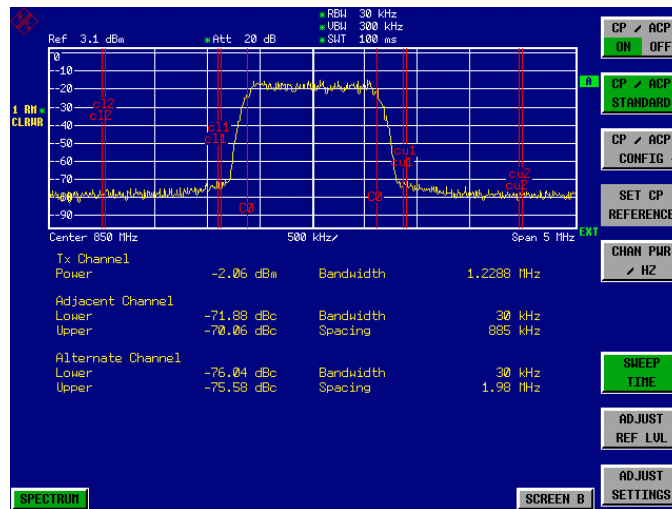 *RBW 30 kHz
*VBW 300 kHz
Ref 3.1 dBm *Att 20 dB *SWT 100 ms
0
-10
-20
-30
-40
-50
-60
-70
-80
-90
1 RM *
CLRWR
A
cl2
cl2
cl1
cl1
C0
C0
cu1
cu1
cu2
cu2
EXT
Center 850 MHz 500 kHz/ Span 5 MHz
Tx Channel
Power -2.06 dBm Bandwidth 1.2288 MHz
Adjacent Channel
Lower -71.88 dBc Bandwidth 30 kHz
Upper -70.06 dBc Spacing 885 kHz
Alternate Channel
Lower -76.04 dBc Bandwidth 30 kHz
Upper -75.58 dBc Spacing 1.98 MHz
SPECTRUM
SCREEN B
CP / ACP
ON OFF
CP / ACP
STANDARD
CP / ACP
CONFIG
SET CP
REFERENCE
CHAN PWR
/ HZ
SWEEP
TIME
ADJUST
REF LVL
ADJUST
SETTINGS